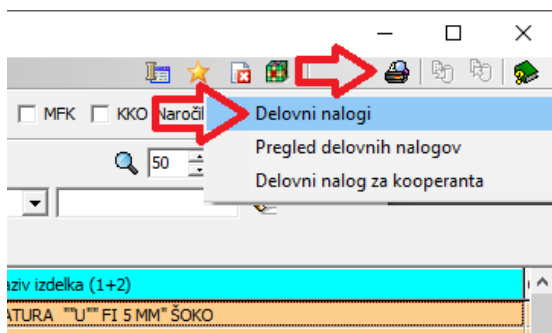 MFK KKO Naročil
Delovni nalogi
Pregled delovnih nalogov
Delovni nalog za kooperanta
50
aziv izdelka (1+2)
ATURA ""U"" FI 5 MM" ŠOKO